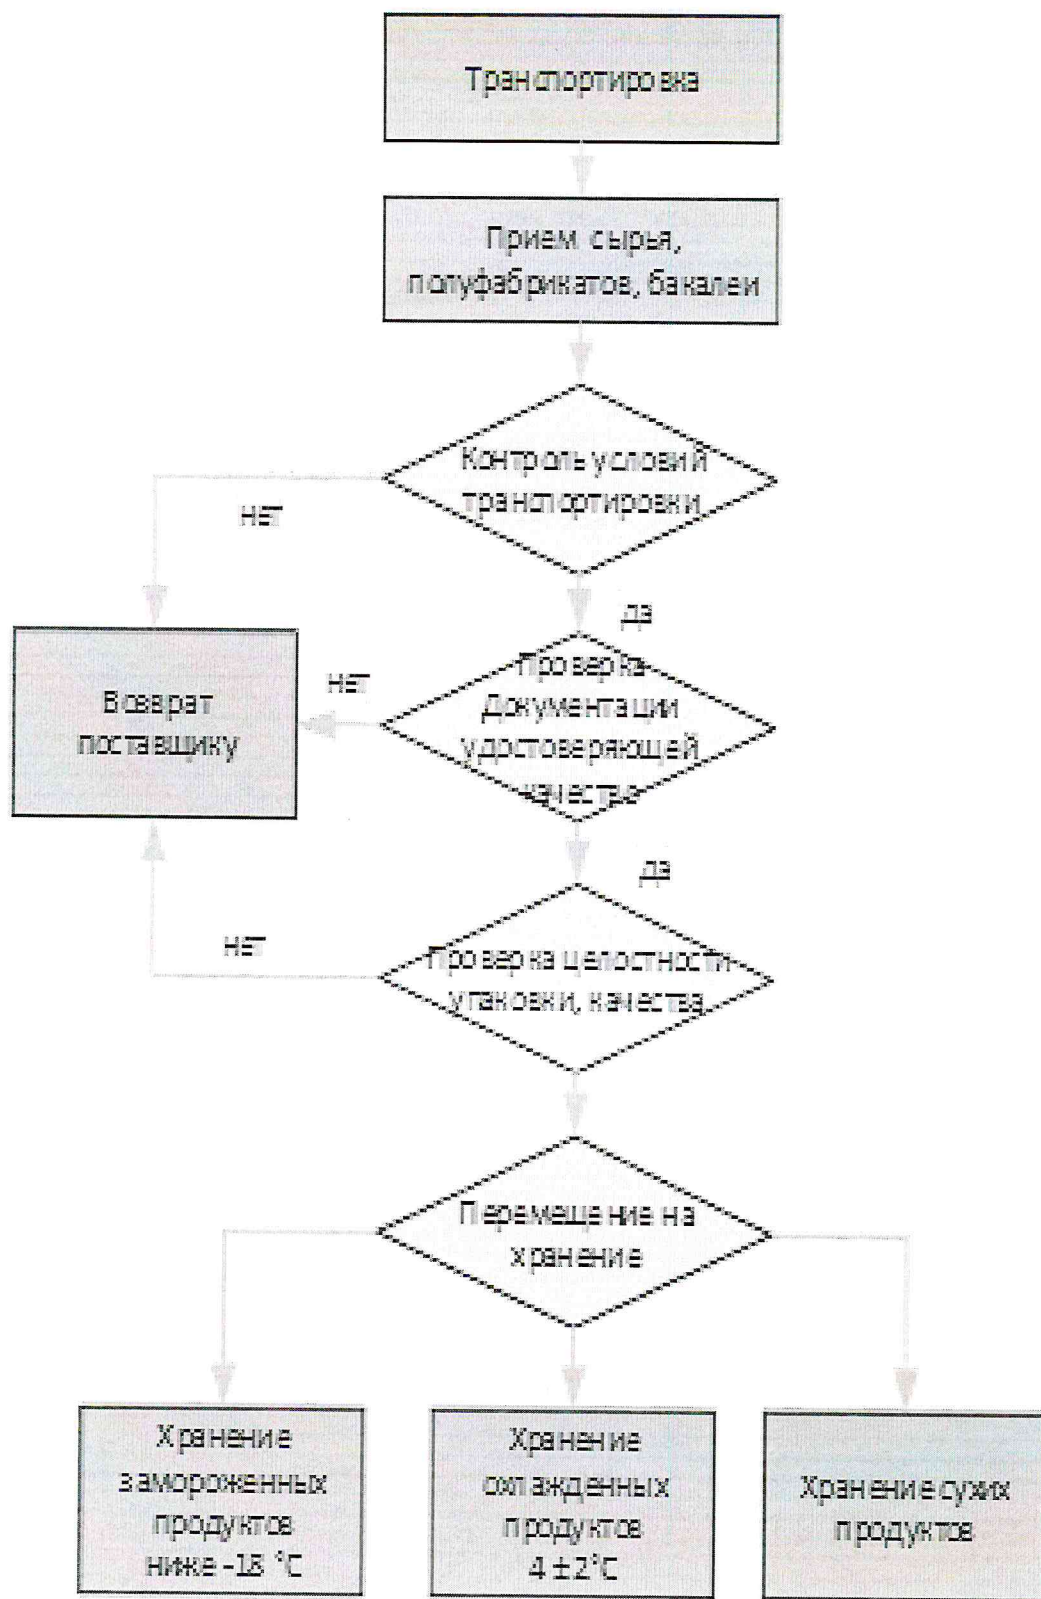 Транспортировка
Прием сырья,
полуфабрикатов, бакалеи
Контроль условий
транспортировки
нет
да
Проверка
Документации
удостоверяющей
качество
нет
Возврат
поставщику
да
Проверка целостности
упаковки, качества
нет
Перемещение на
хранение
Хранение
замороженных
продуктов
ниже -18 °С
Хранение
охлажденных
продуктов
4 ±2°С
Хранение сухих
продуктов